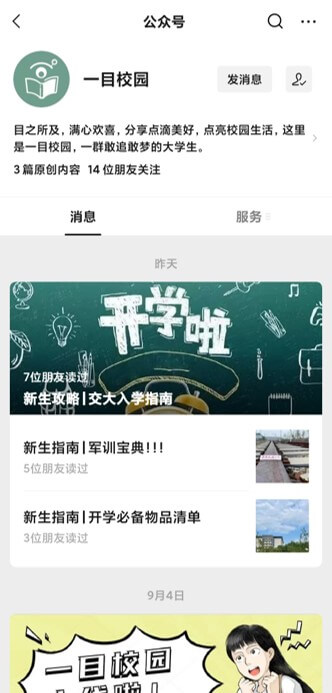 公众号
一目校园
发消息
目之所及，满心欢喜，分享点滴美好，点亮校园生活，这里
是一目校园，一群敢追敢梦的大学生。
3篇原创内容 14位朋友关注
消息
服务
昨天
开学啦
7位朋友读过
新生攻略|交大入学指南
新生指南|军训宝典!!!
5位朋友读过
新生指南|开学必备物品清单
3位朋友读过
9月4日
一目校园
上线啦!